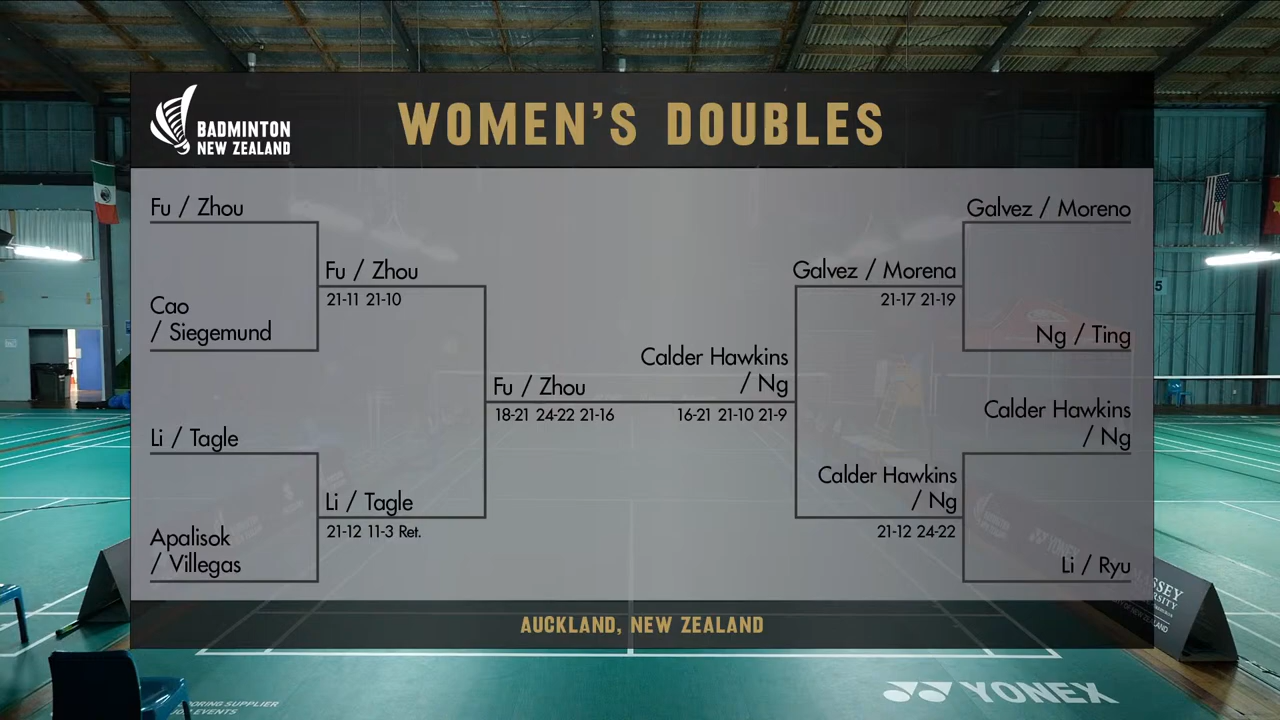 BADMINTON
NEW ZEALAND
WOMEN'S DOUBLES
Fu / Zhou
Cao
/ Siegemund
Li / Tagle
Apalisok
/ Villegas
Fu / Zhou
21-11 21-10
Li / Tagle
21-12 11-3 Ret.
Fu / Zhou
18-21 24-22 21-16
Calder Hawkins
/ Ng
16-21 21-10 21-9
Galvez / Morena
21-17 21-19
Calder Hawkins
/ Ng
21-12 24-22
Galvez / Moreno
Ng / Ting
Calder Hawkins
/ Ng
Li / Ryu
AUCKLAND, NEW ZEALAND
YONEX
5